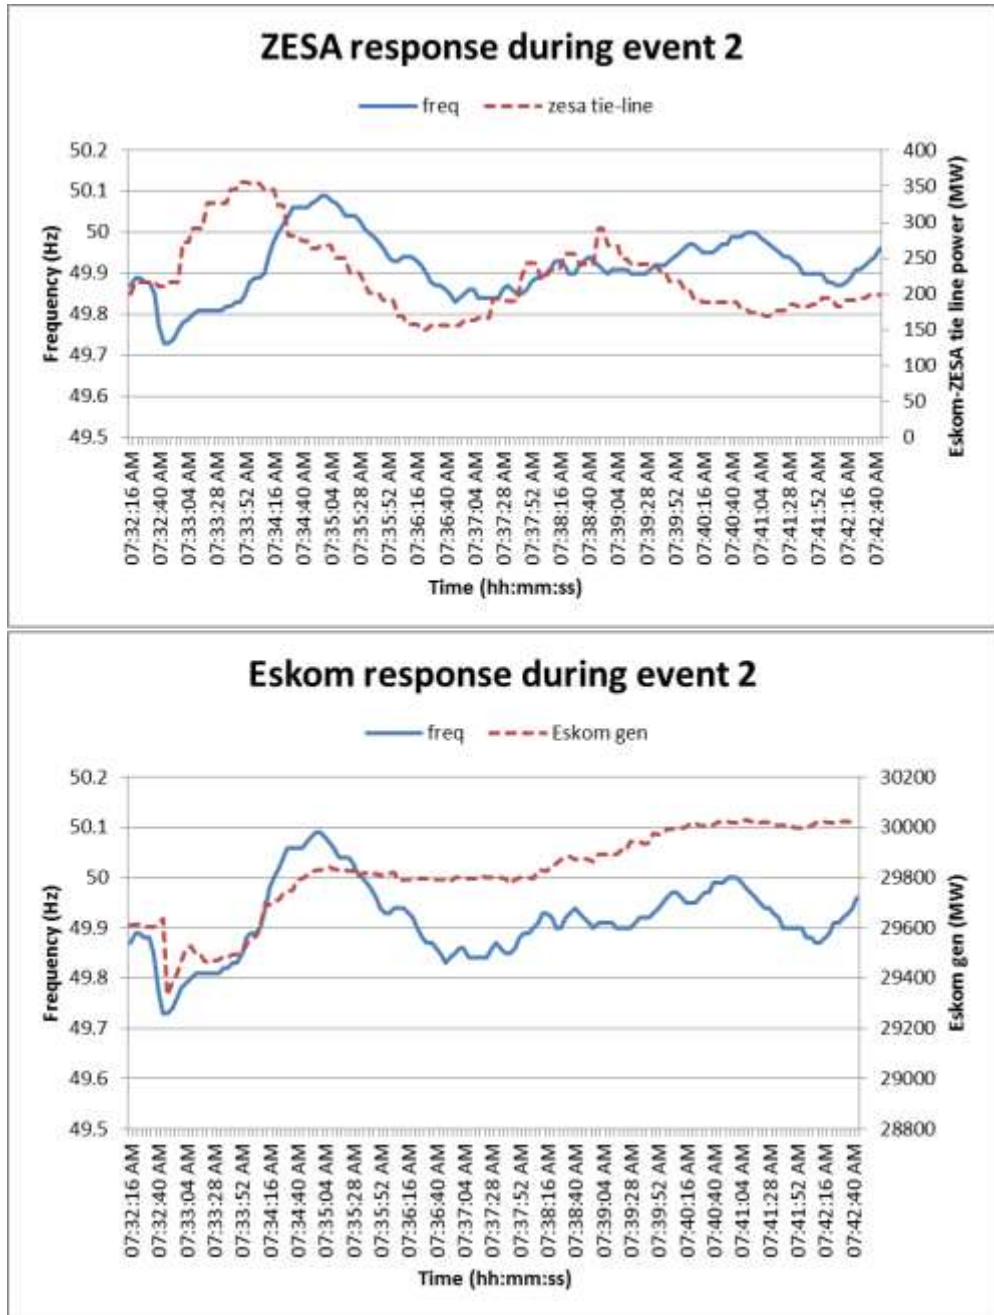 ZESA response during event 2
freq zesa tie-line
50.2
50.1
50
49.9
49.8
49.7
49.6
49.5
Frequency (Hz)
400
350
300
250
200
150
100
50
0
Eskom-ZESA tie line power (MW)
07:32:16 AM
07:32:40 AM
07:33:04 AM
07:33:28 AM
07:33:52 AM
07:34:16 AM
07:34:40 AM
07:35:04 AM
07:35:28 AM
07:35:52 AM
07:36:16 AM
07:36:40 AM
07:37:04 AM
07:37:28 AM
07:37:52 AM
07:38:16 AM
07:38:40 AM
07:39:04 AM
07:39:28 AM
07:39:52 AM
07:40:16 AM
07:40:40 AM
07:41:04 AM
07:41:28 AM
07:41:52 AM
07:42:16 AM
07:42:40 AM
Time (hh:mm:ss)
Eskom response during event 2
freq Eskom gen
50.2
50.1
50
49.9
49.8
49.7
49.6
49.5
Frequency (Hz)
30200
30000
29800
29600
29400
29200
29000
28800
Eskom gen (MW)
07:32:16 AM
07:32:40 AM
07:33:04 AM
07:33:28 AM
07:33:52 AM
07:34:16 AM
07:34:40 AM
07:35:04 AM
07:35:28 AM
07:35:52 AM
07:36:16 AM
07:36:40 AM
07:37:04 AM
07:37:28 AM
07:37:52 AM
07:38:16 AM
07:38:40 AM
07:39:04 AM
07:39:28 AM
07:39:52 AM
07:40:16 AM
07:40:40 AM
07:41:04 AM
07:41:28 AM
07:41:52 AM
07:42:16 AM
07:42:40 AM
Time (hh:mm:ss)